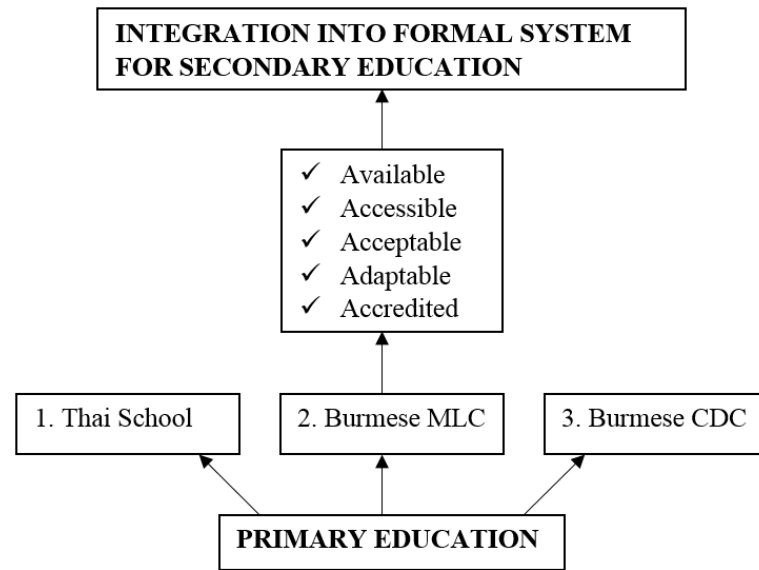 INTEGRATION INTO FORMAL SYSTEM
FOR SECONDARY EDUCATION
✓ Available
✓ Accessible
✓ Acceptable
✓ Adaptable
✓ Accredited
1. Thai School
2. Burmese MLC
3. Burmese CDC
PRIMARY EDUCATION